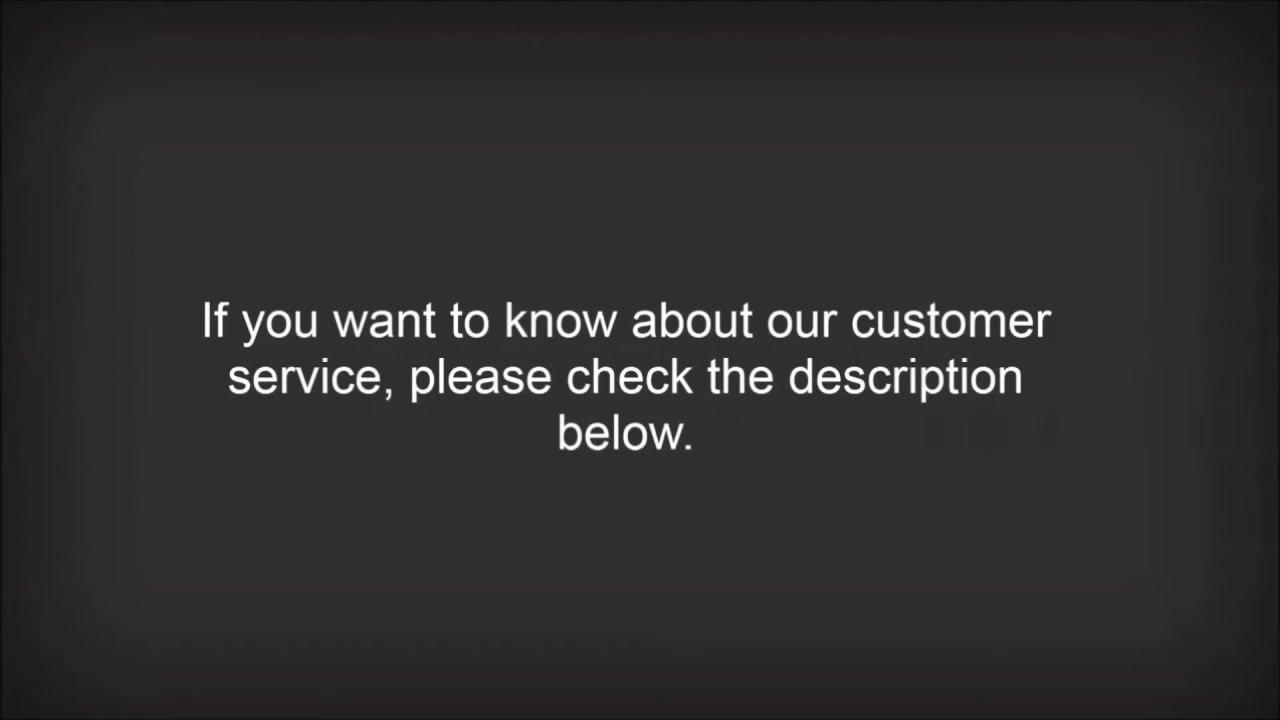 If you want to know about our customer
service, please check the description
below.